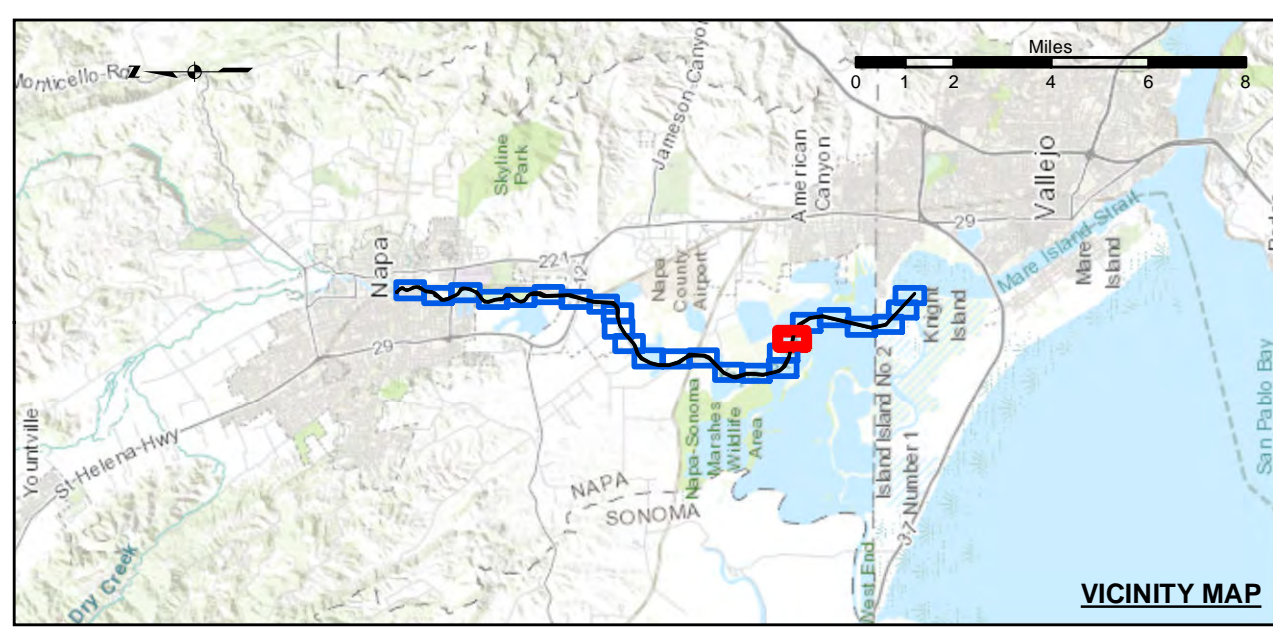 Monticello-Rd
Z
Miles
0 1 2 4 6 8
Jameson-Canyo
Skyline
Park
American
Canyon
Vallejo
29
Mare Island-Strait
Mare
Island
Napa
221
12
Napa
County
Airport
Knight
Island
29
Yountville
St-Helena-Hwy
Napa-Sonoma
Marshes
Wildlife
Area
Island Island No 2
37 Number 1
San Pablo Bay
NAPA
SONOMA
Dry Creek
West End
VICINITY MAP